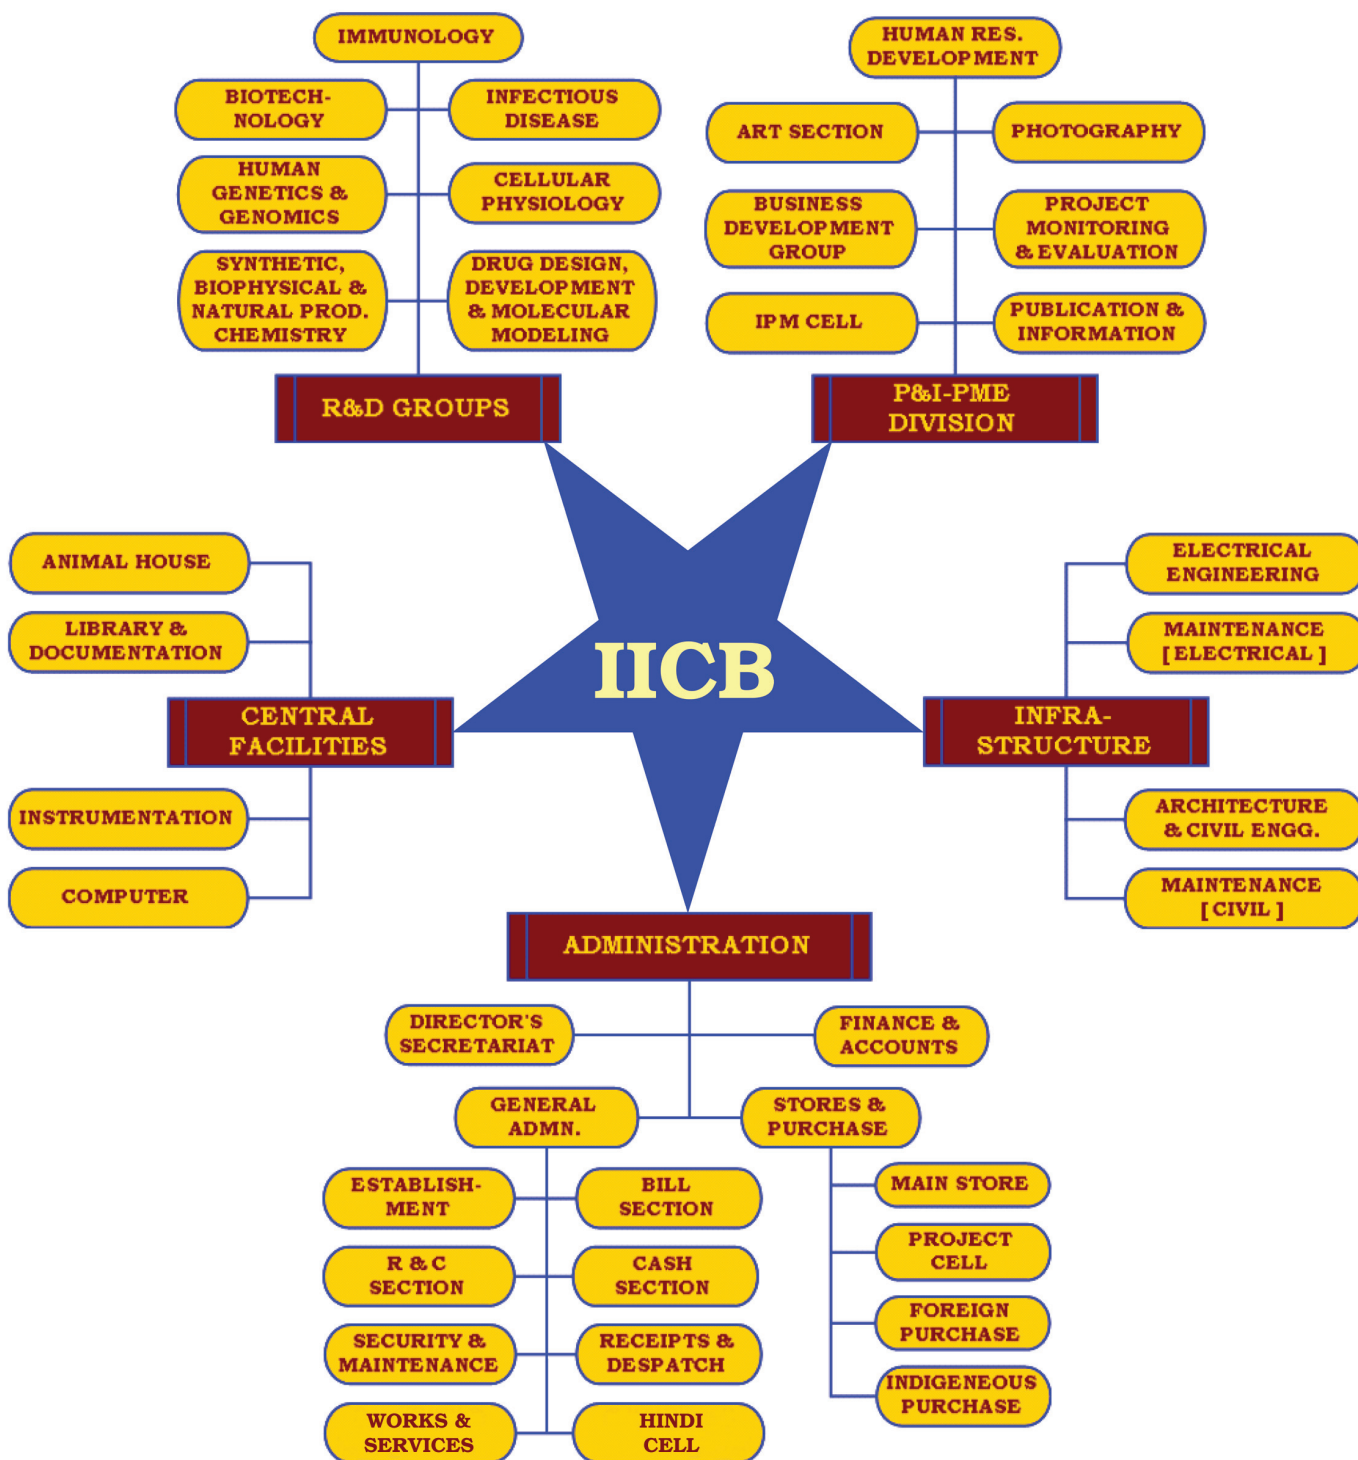 IMMUNOLOGY
BIOTECH-
NOLOGY
INFECTIOUS
DISEASE
HUMAN
GENETICS &
GENOMICS
CELLULAR
PHYSIOLOGY
SYNTHETIC,
BIOPHYSICAL &
NATURAL PROD.
CHEMISTRY
DRUG DESIGN,
DEVELOPMENT
& MOLECULAR
MODELING
R&D GROUPS
HUMAN RES.
DEVELOPMENT
ART SECTION
PHOTOGRAPHY
BUSINESS
DEVELOPMENT
GROUP
PROJECT
MONITORING
& EVALUATION
IPM CELL
PUBLICATION &
INFORMATION
P&I-PME
DIVISION
IICB
ANIMAL HOUSE
LIBRARY &
DOCUMENTATION
CENTRAL
FACILITIES
INSTRUMENTATION
COMPUTER
ELECTRICAL
ENGINEERING
MAINTENANCE
[ ELECTRICAL ]
INFRA-
STRUCTURE
ARCHITECTURE
& CIVIL ENGG.
MAINTENANCE
[ CIVIL ]
ADMINISTRATION
DIRECTOR'S
SECRETARIAT
FINANCE &
ACCOUNTS
GENERAL
ADMN.
STORES &
PURCHASE
ESTABLISH-
MENT
BILL
SECTION
R & C
SECTION
CASH
SECTION
SECURITY &
MAINTENANCE
RECEIPTS &
DESPATCH
WORKS &
SERVICES
HINDI
CELL
MAIN STORE
PROJECT
CELL
FOREIGN
PURCHASE
INDIGENEOUS
PURCHASE